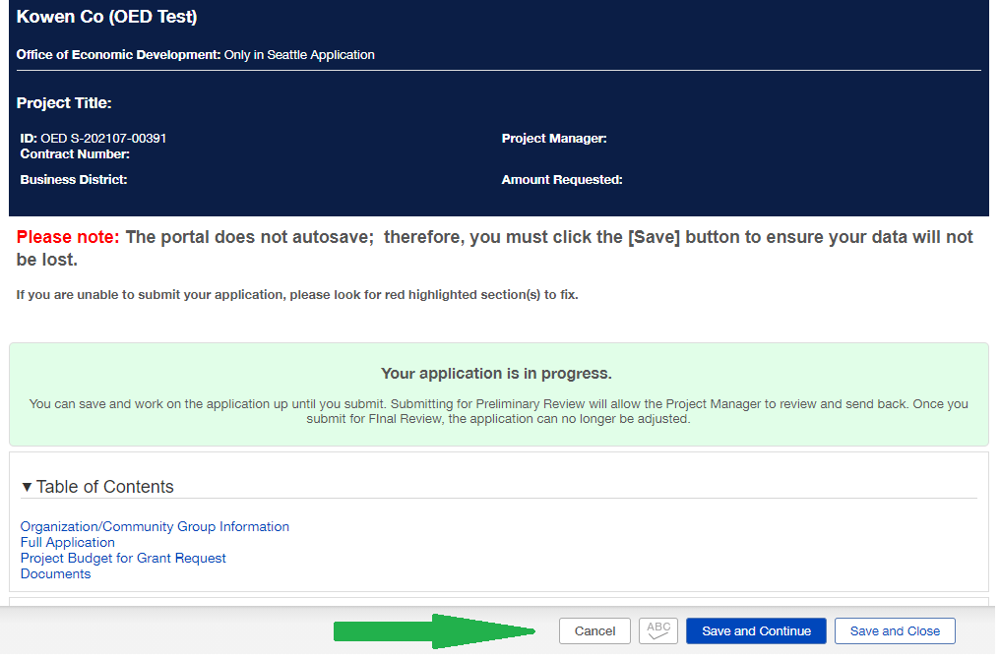 Kowen Co (OED Test)
Office of Economic Development: Only in Seattle Application
Project Title:
ID: OED S-202107-00391
Contract Number:
Project Manager:
Business District:
Amount Requested:
Please note: The portal does not autosave;  therefore, you must click the [Save] button to ensure your data will not
be lost.
If you are unable to submit your application, please look for red highlighted section(s) to fix.
Your application is in progress.
You can save and work on the application up until you submit. Submitting for Preliminary Review will allow the Project Manager to review and send back. Once you
submit for FInal Review, the application can no longer be adjusted.
▼ Table of Contents
Organization/Community Group Information
Full Application
Project Budget for Grant Request
Documents
Cancel
ABC
Save and Continue
Save and Close